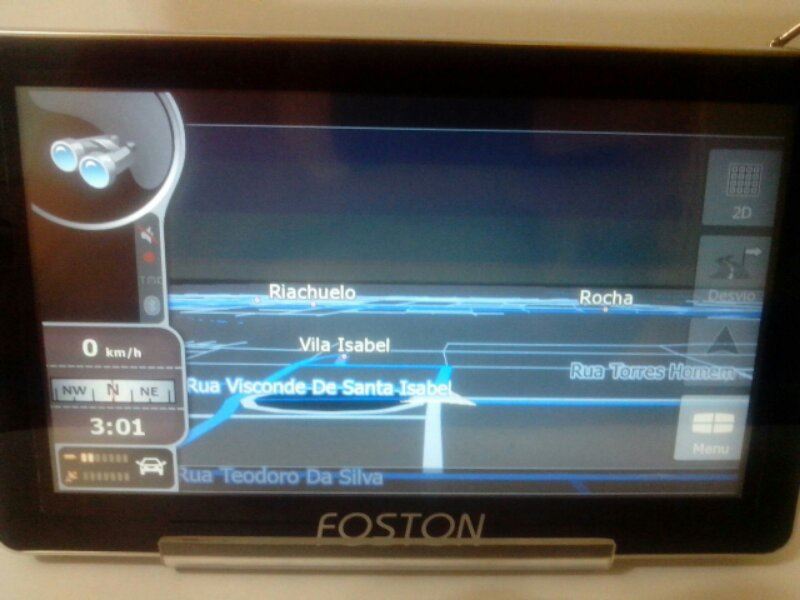 2D
TMC
Desvio
Riachuelo
Rocha
Vila Isabel
0 km/h
Rua Torres Homem
Rua Visconde De Santa Isabel
NW N NE
3:01
Menu
Rua Teodoro Da Silva
FOSTON